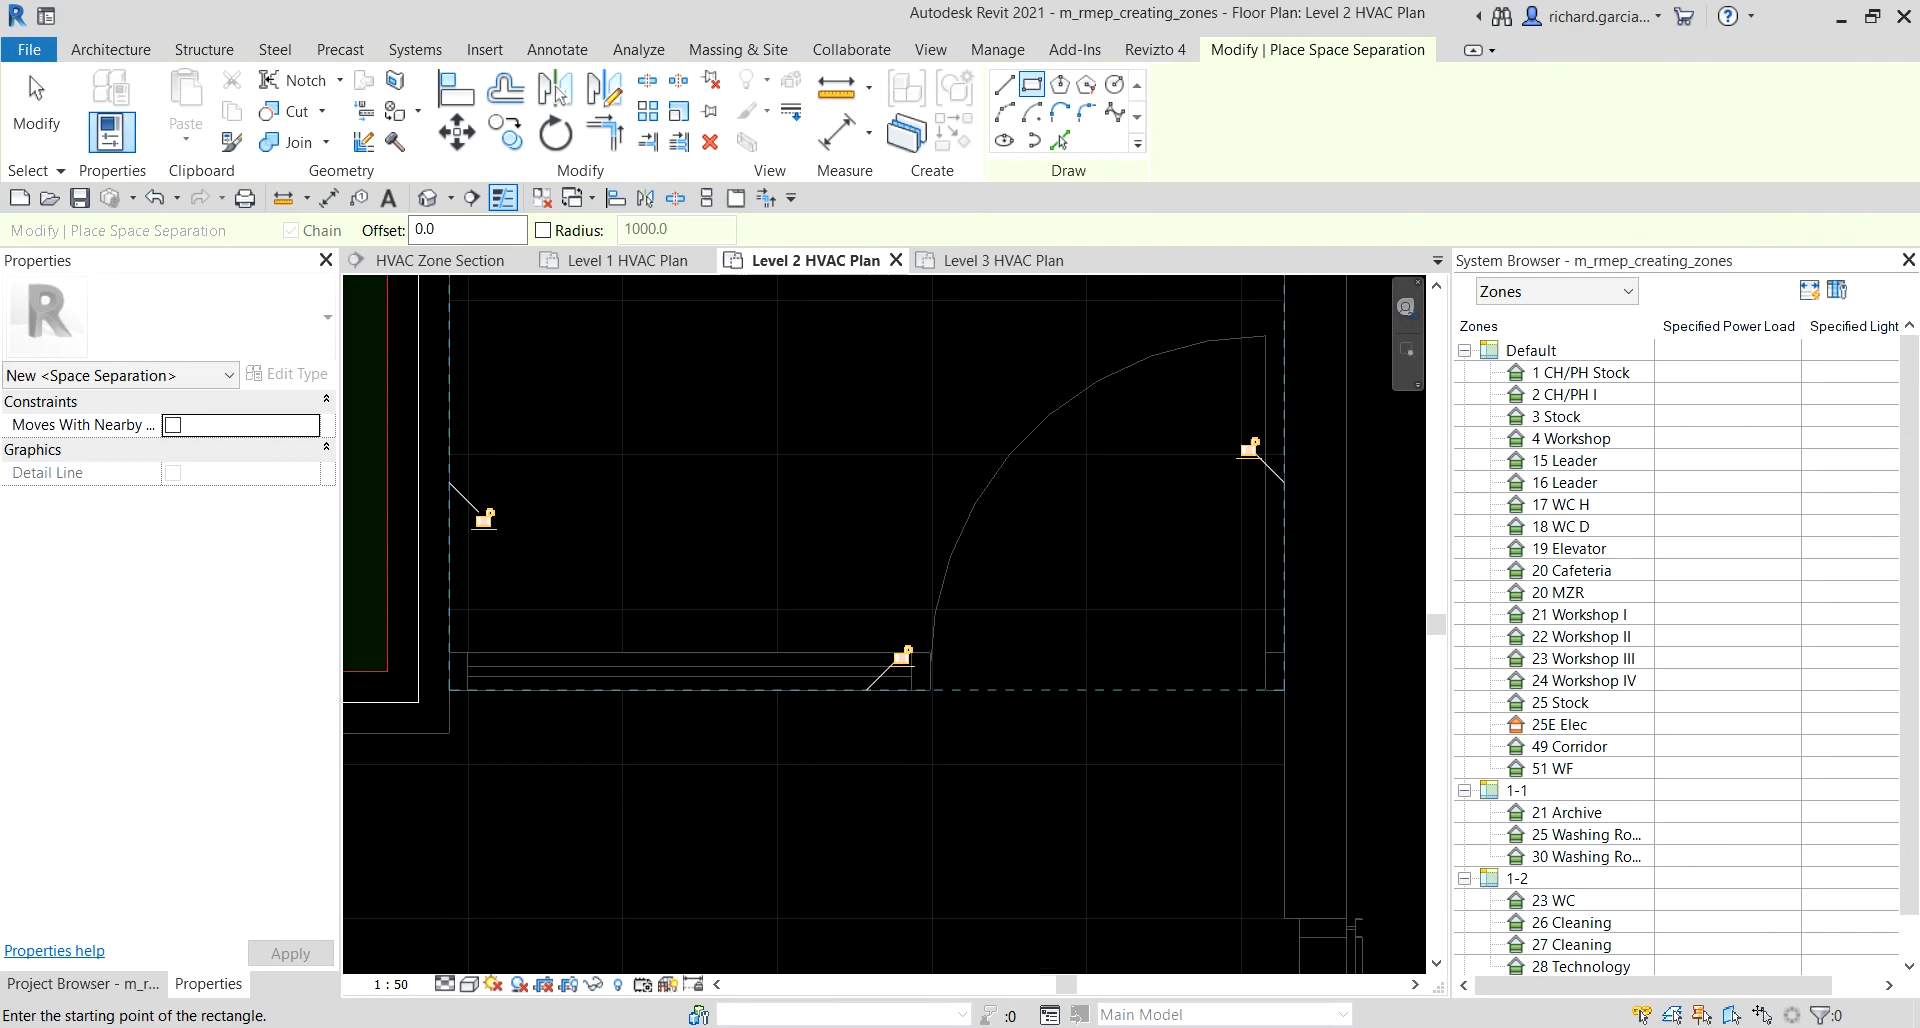 Autodesk Revit 2021 - m_rmep_creating_zones - Floor Plan: Level 2 HVAC Plan
richard.garcia...
File Architecture Structure Steel Precast Systems Insert Annotate Analyze Massing & Site Collaborate View Manage Add-Ins Revizto 4 Modify | Place Space Separation
Modify
Paste
Notch
Cut
Join
Select Properties Clipboard Geometry Modify View Measure Create Draw
Modify | Place Space Separation Chain Offset: 0.0 Radius: 1000.0
Properties
HVAC Zone Section Level 1 HVAC Plan Level 2 HVAC Plan Level 3 HVAC Plan
System Browser - m_rmep_creating_zones
R
New <Space Separation> Edit Type
Constraints
Moves With Nearby ...
Graphics
Detail Line
Properties help Apply
Project Browser - m_r... Properties
Zones
Zones Specified Power Load Specified Light
Default
1 CH/PH Stock
2 CH/PH I
3 Stock
4 Workshop
15 Leader
16 Leader
17 WC H
18 WC D
19 Elevator
20 Cafeteria
20 MZR
21 Workshop I
22 Workshop II
23 Workshop III
24 Workshop IV
25 Stock
25E Elec
49 Corridor
51 WF
1-1
21 Archive
25 Washing Ro...
30 Washing Ro...
1-2
23 WC
26 Cleaning
27 Cleaning
28 Technology
1 : 50
Enter the starting point of the rectangle. :0 Main Model :0